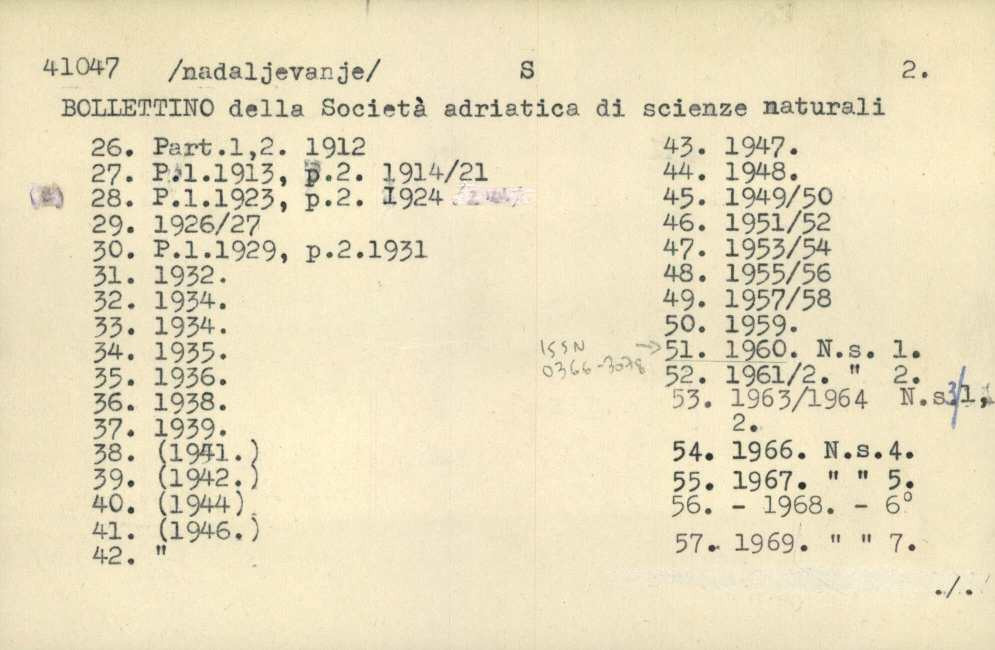 41047 /nadaljevanje/ S 2.
BOLLETTINO della Società adriatica di scienze naturali
26. Part.1,2. 1912
27. P.1.1913, p.2. 1914/21
28. P.1.1923, p.2. 1924
29. 1926/27
30. P.1.1929, p.2.1931
31. 1932.
32. 1934.
33. 1934.
34. 1935.
35. 1936.
36. 1938.
37. 1939.
38. (1941.)
39. (1942.)
40. (1944)
41. (1946.)
42. "
43. 1947.
44. 1948.
45. 1949/50
46. 1951/52
47. 1953/54
48. 1955/56
49. 1957/58
50. 1959.
ISSN → 51. 1960. N.s. 1.
0366-3078
52. 1961/2. " 2.
53. 1963/1964 N.s.3/1,
2.
54. 1966. N.s.4.
55. 1967. " " 5.
56. - 1968. - 6°
57. 1969. " " 7.
./.